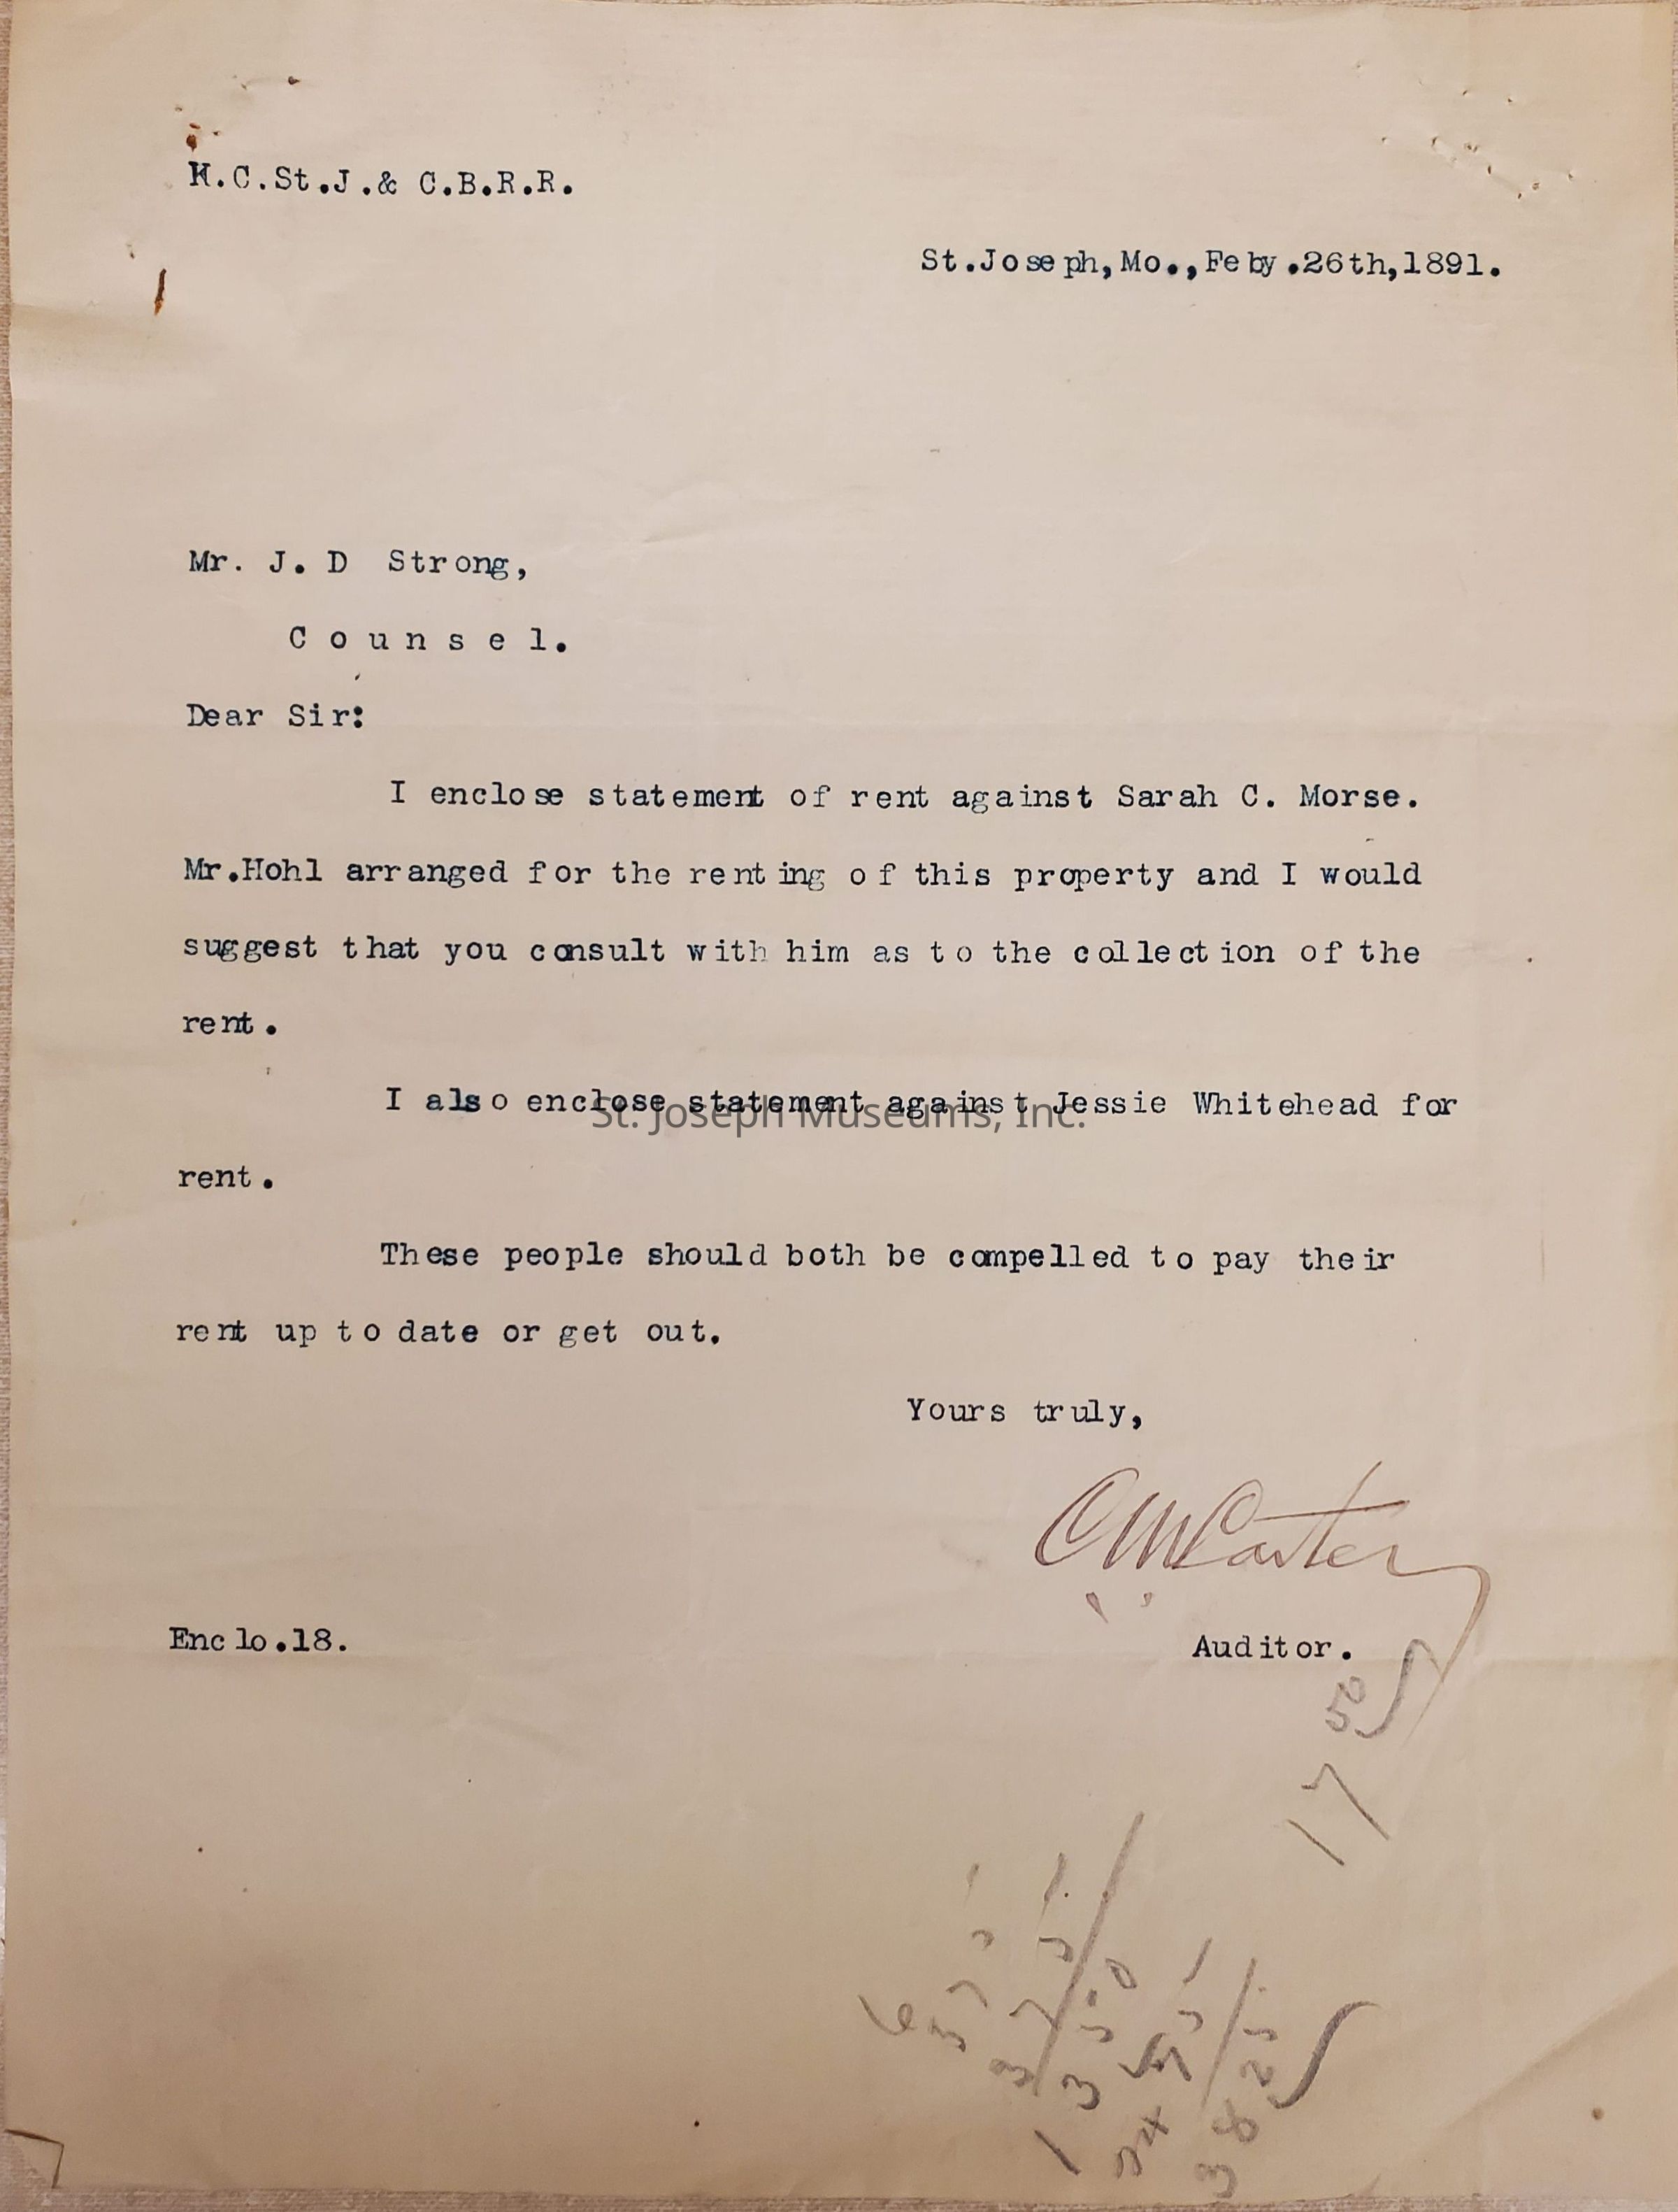 K.C.St.J.& C.B.R.R.
St.Joseph,Mo.,Feby.26th,1891.
Mr. J. D Strong,
C o u n s e l.
Dear Sir:
I enclose statement of rent against Sarah C. Morse.
Mr.Hohl arranged for the renting of this property and I would
suggest that you consult with him as to the collection of the
rent.
I also enclose statement against Jessie Whitehead for
St. Joseph Museums, Inc.
rent.
These people should both be compelled to pay their
rent up to date or get out.
Yours truly,
C M Carter
Enclo.18.
Auditor.
17 50